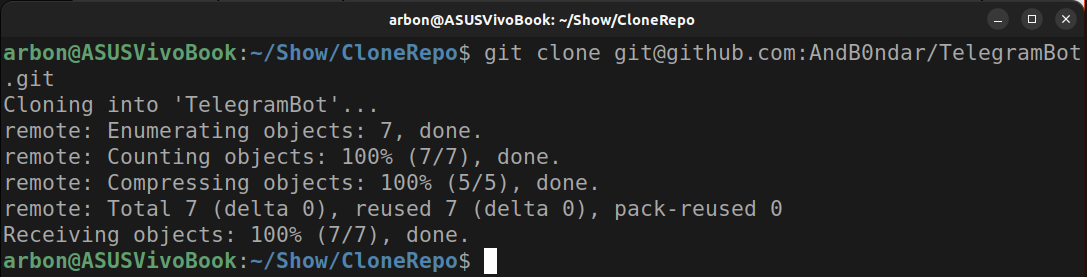 arbon@ASUSVivoBook: ~/Show/CloneRepo
arbon@ASUSVivoBook:~/Show/CloneRepo$ git clone git@github.com:AndB0ndar/TelegramBot
.git
Cloning into 'TelegramBot'...
remote: Enumerating objects: 7, done.
remote: Counting objects: 100% (7/7), done.
remote: Compressing objects: 100% (5/5), done.
remote: Total 7 (delta 0), reused 7 (delta 0), pack-reused 0
Receiving objects: 100% (7/7), done.
arbon@ASUSVivoBook:~/Show/CloneRepo$